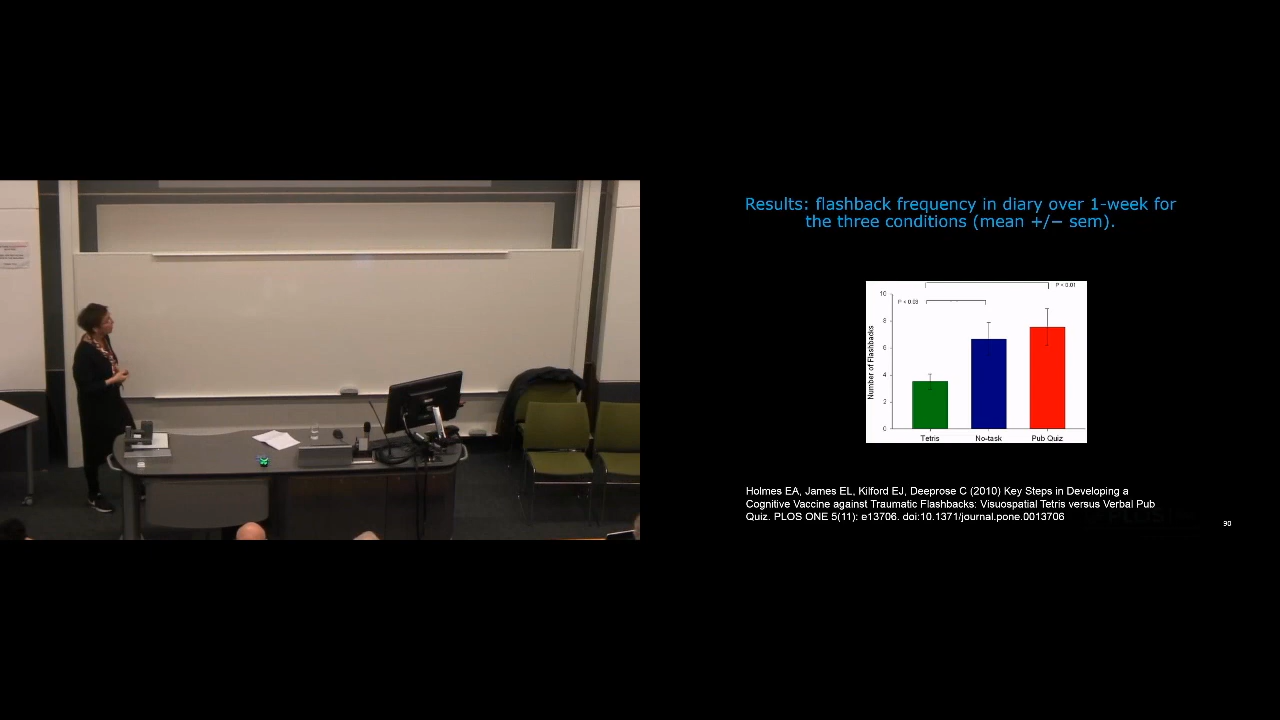 Results: flashback frequency in diary over 1-week for
the three conditions (mean +/− sem).
P < 0.01
P < 0.03
10
8
6
4
2
0
Number of Flashbacks
Tetris No-task Pub Quiz
Holmes EA, James EL, Kilford EJ, Deeprose C (2010) Key Steps in Developing a
Cognitive Vaccine against Traumatic Flashbacks: Visuospatial Tetris versus Verbal Pub
Quiz. PLOS ONE 5(11): e13706. doi:10.1371/journal.pone.0013706
90